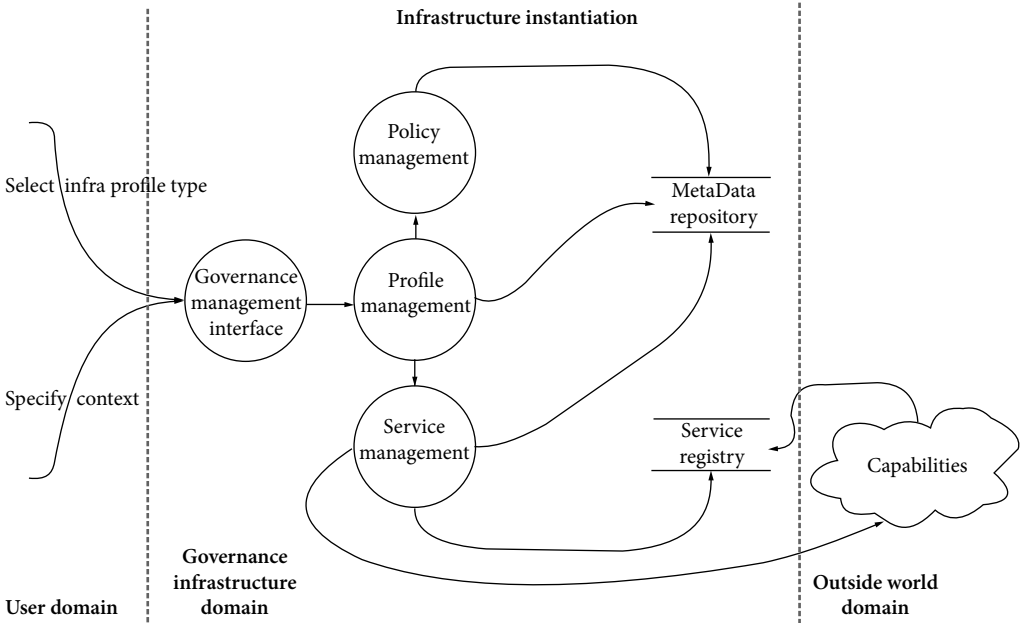 Infrastructure instantiation
Policy
management
Select infra profile type
MetaData
repository
Governance
management
interface
Profile
management
Specify context
Service
management
Service
registry
Capabilities
Governance
infrastructure
domain
User domain
Outside world
domain